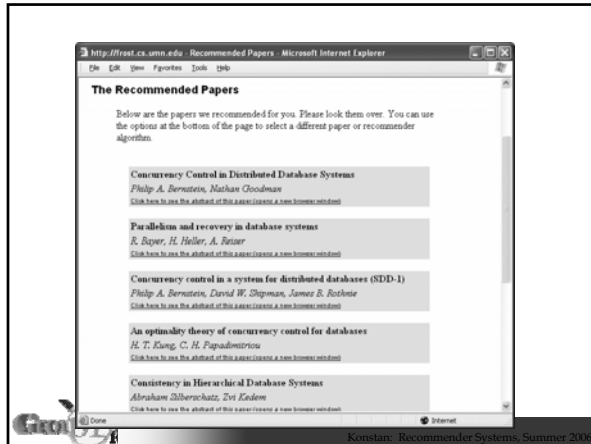 http://frost.cs.umn.edu - Recommended Papers - Microsoft Internet Explorer
File Edit View Favorites Tools Help
The Recommended Papers
Below are the papers we recommended for you. Please look them over. You can use
the options at the bottom of the page to select a different paper or recommender
algorithm.
Concurrency Control in Distributed Database Systems
Philip A. Bernstein, Nathan Goodman
Click here to see the abstract of this paper (opens a new browser window)
Parallelism and recovery in database systems
R. Bayer, H. Heller, A. Reiser
Click here to see the abstract of this paper (opens a new browser window)
Concurrency control in a system for distributed databases (SDD-1)
Philip A. Bernstein, David W. Shipman, James B. Rothnie
Click here to see the abstract of this paper (opens a new browser window)
An optimality theory of concurrency control for databases
H. T. Kung, C. H. Papadimitriou
Click here to see the abstract of this paper (opens a new browser window)
Consistency in Hierarchical Database Systems
Abraham Silberschatz, Zvi Kedem
Click here to see the abstract of this paper (opens a new browser window)
Done Internet
Konstan: Recommender Systems, Summer 2006